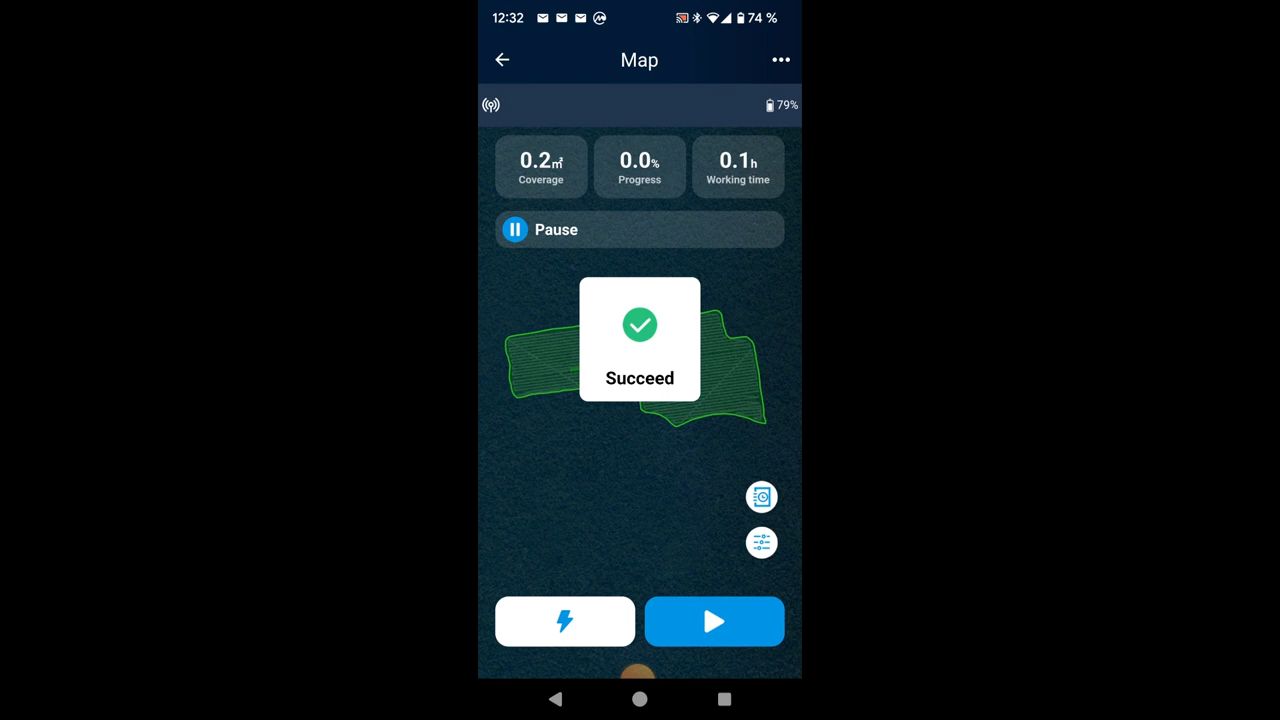 12:32
74 %
Map
79%
0.2㎡
0.0%
0.1h
Coverage
Progress
Working time
Pause
Succeed